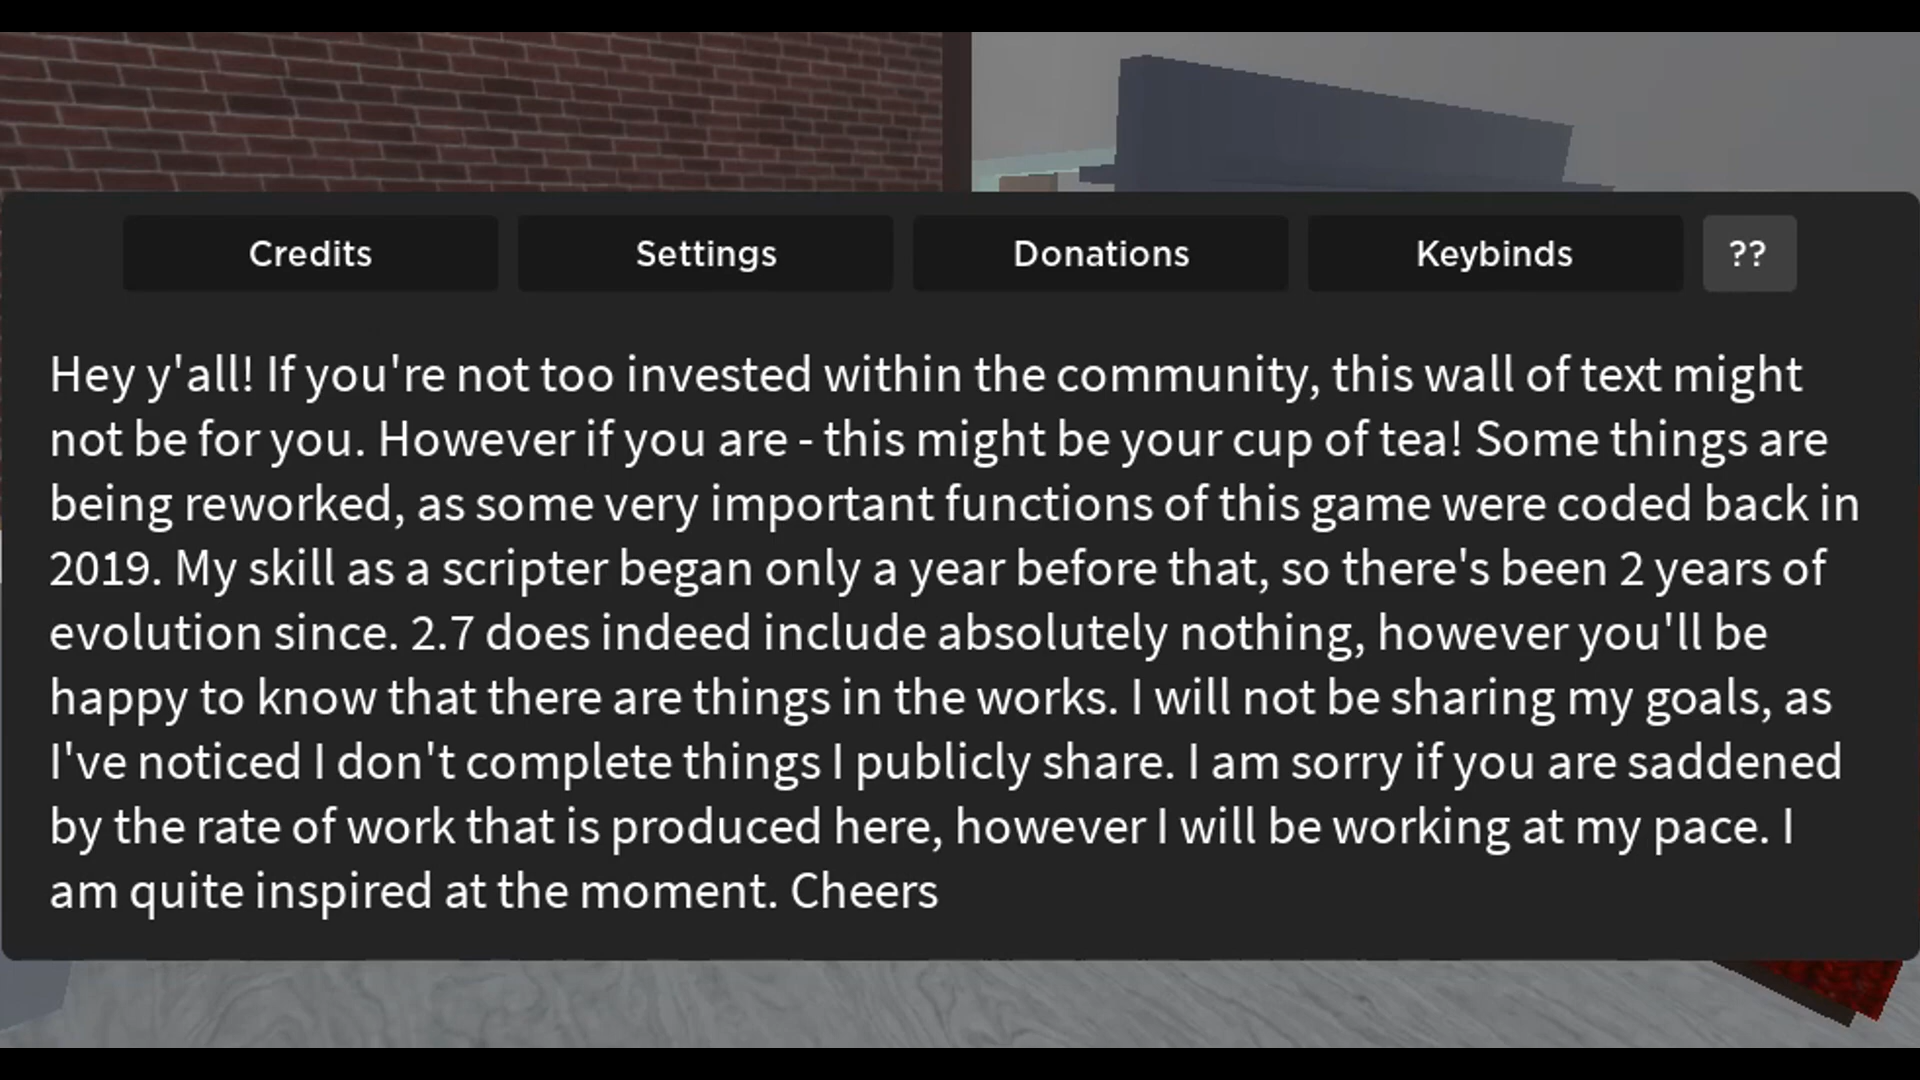 Credits Settings Donations Keybinds ??
Hey y'all! If you're not too invested within the community, this wall of text might
not be for you. However if you are - this might be your cup of tea! Some things are
being reworked, as some very important functions of this game were coded back in
2019. My skill as a scripter began only a year before that, so there's been 2 years of
evolution since. 2.7 does indeed include absolutely nothing, however you'll be
happy to know that there are things in the works. I will not be sharing my goals, as
I've noticed I don't complete things I publicly share. I am sorry if you are saddened
by the rate of work that is produced here, however I will be working at my pace. I
am quite inspired at the moment. Cheers